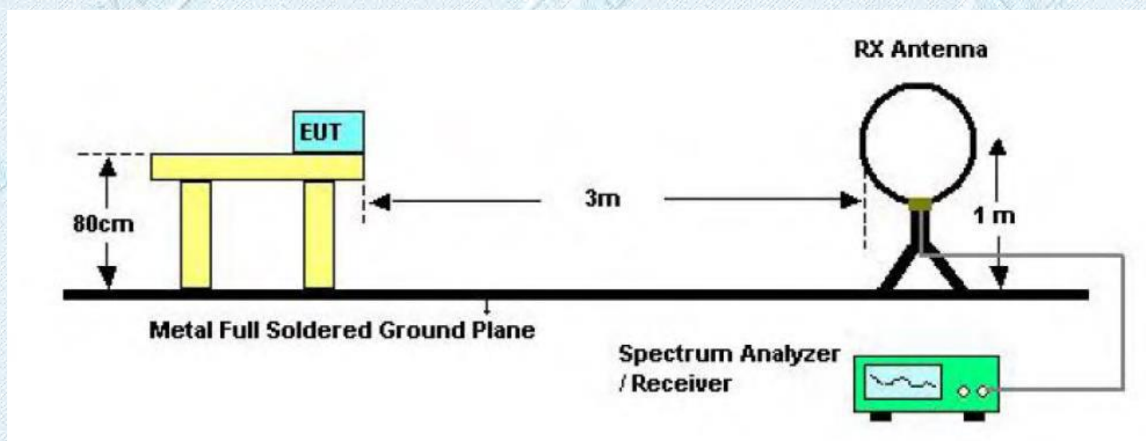 RX Antenna
EUT
3m
80cm
1 m
Metal Full Soldered Ground Plane
Spectrum Analyzer
/ Receiver